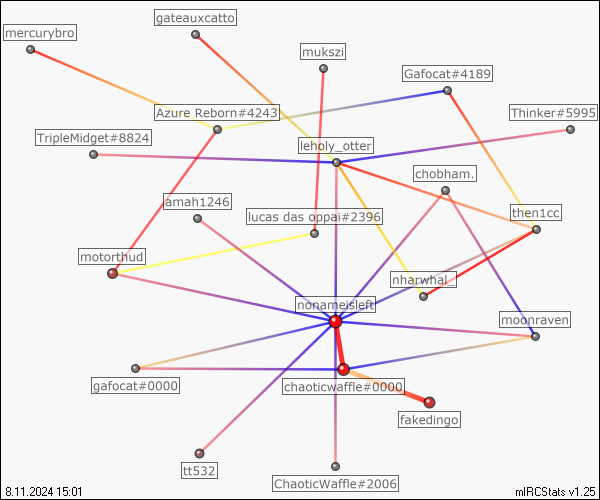 gateauxcatto
mercurybro
mukszi
Gafocat#4189
Azure Reborn#4243
Thinker#5995
TripleMidget#8824
leholy_otter
chobham.
amah1246
lucas das oppai#2396
then1cc
motorthud
nharwhal_
nonameisleft
moonraven
gafocat#0000
chaoticwaffle#0000
fakedingo
tt532
ChaoticWaffle#2006
8.11.2024 15:01
mIRCStats v1.25